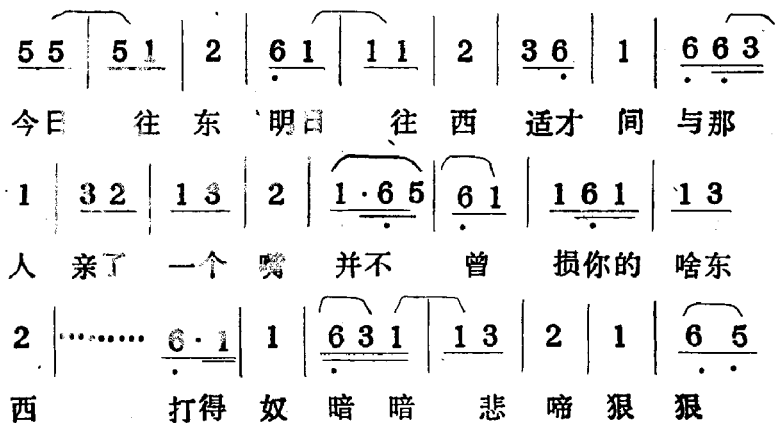 5 5 | 5 1 | 2 | 6 1 | 1 1 | 2 | 3 6 | 1 | 6 6 3
今日 往 东 明日 往 西 适才 间 与那
1 | 3 2 | 1 3 | 2 | 1 · 6 5 | 6 1 | 1 6 1 | 1 3
人 亲了 一个 嘴 并不 曾 损你的 啥东
2 | ········· 6 · 1 | 1 | 6 3 1 | 1 3 | 2 | 1 | 6 5
西 打得 奴 暗 暗 悲 啼 狠 狠